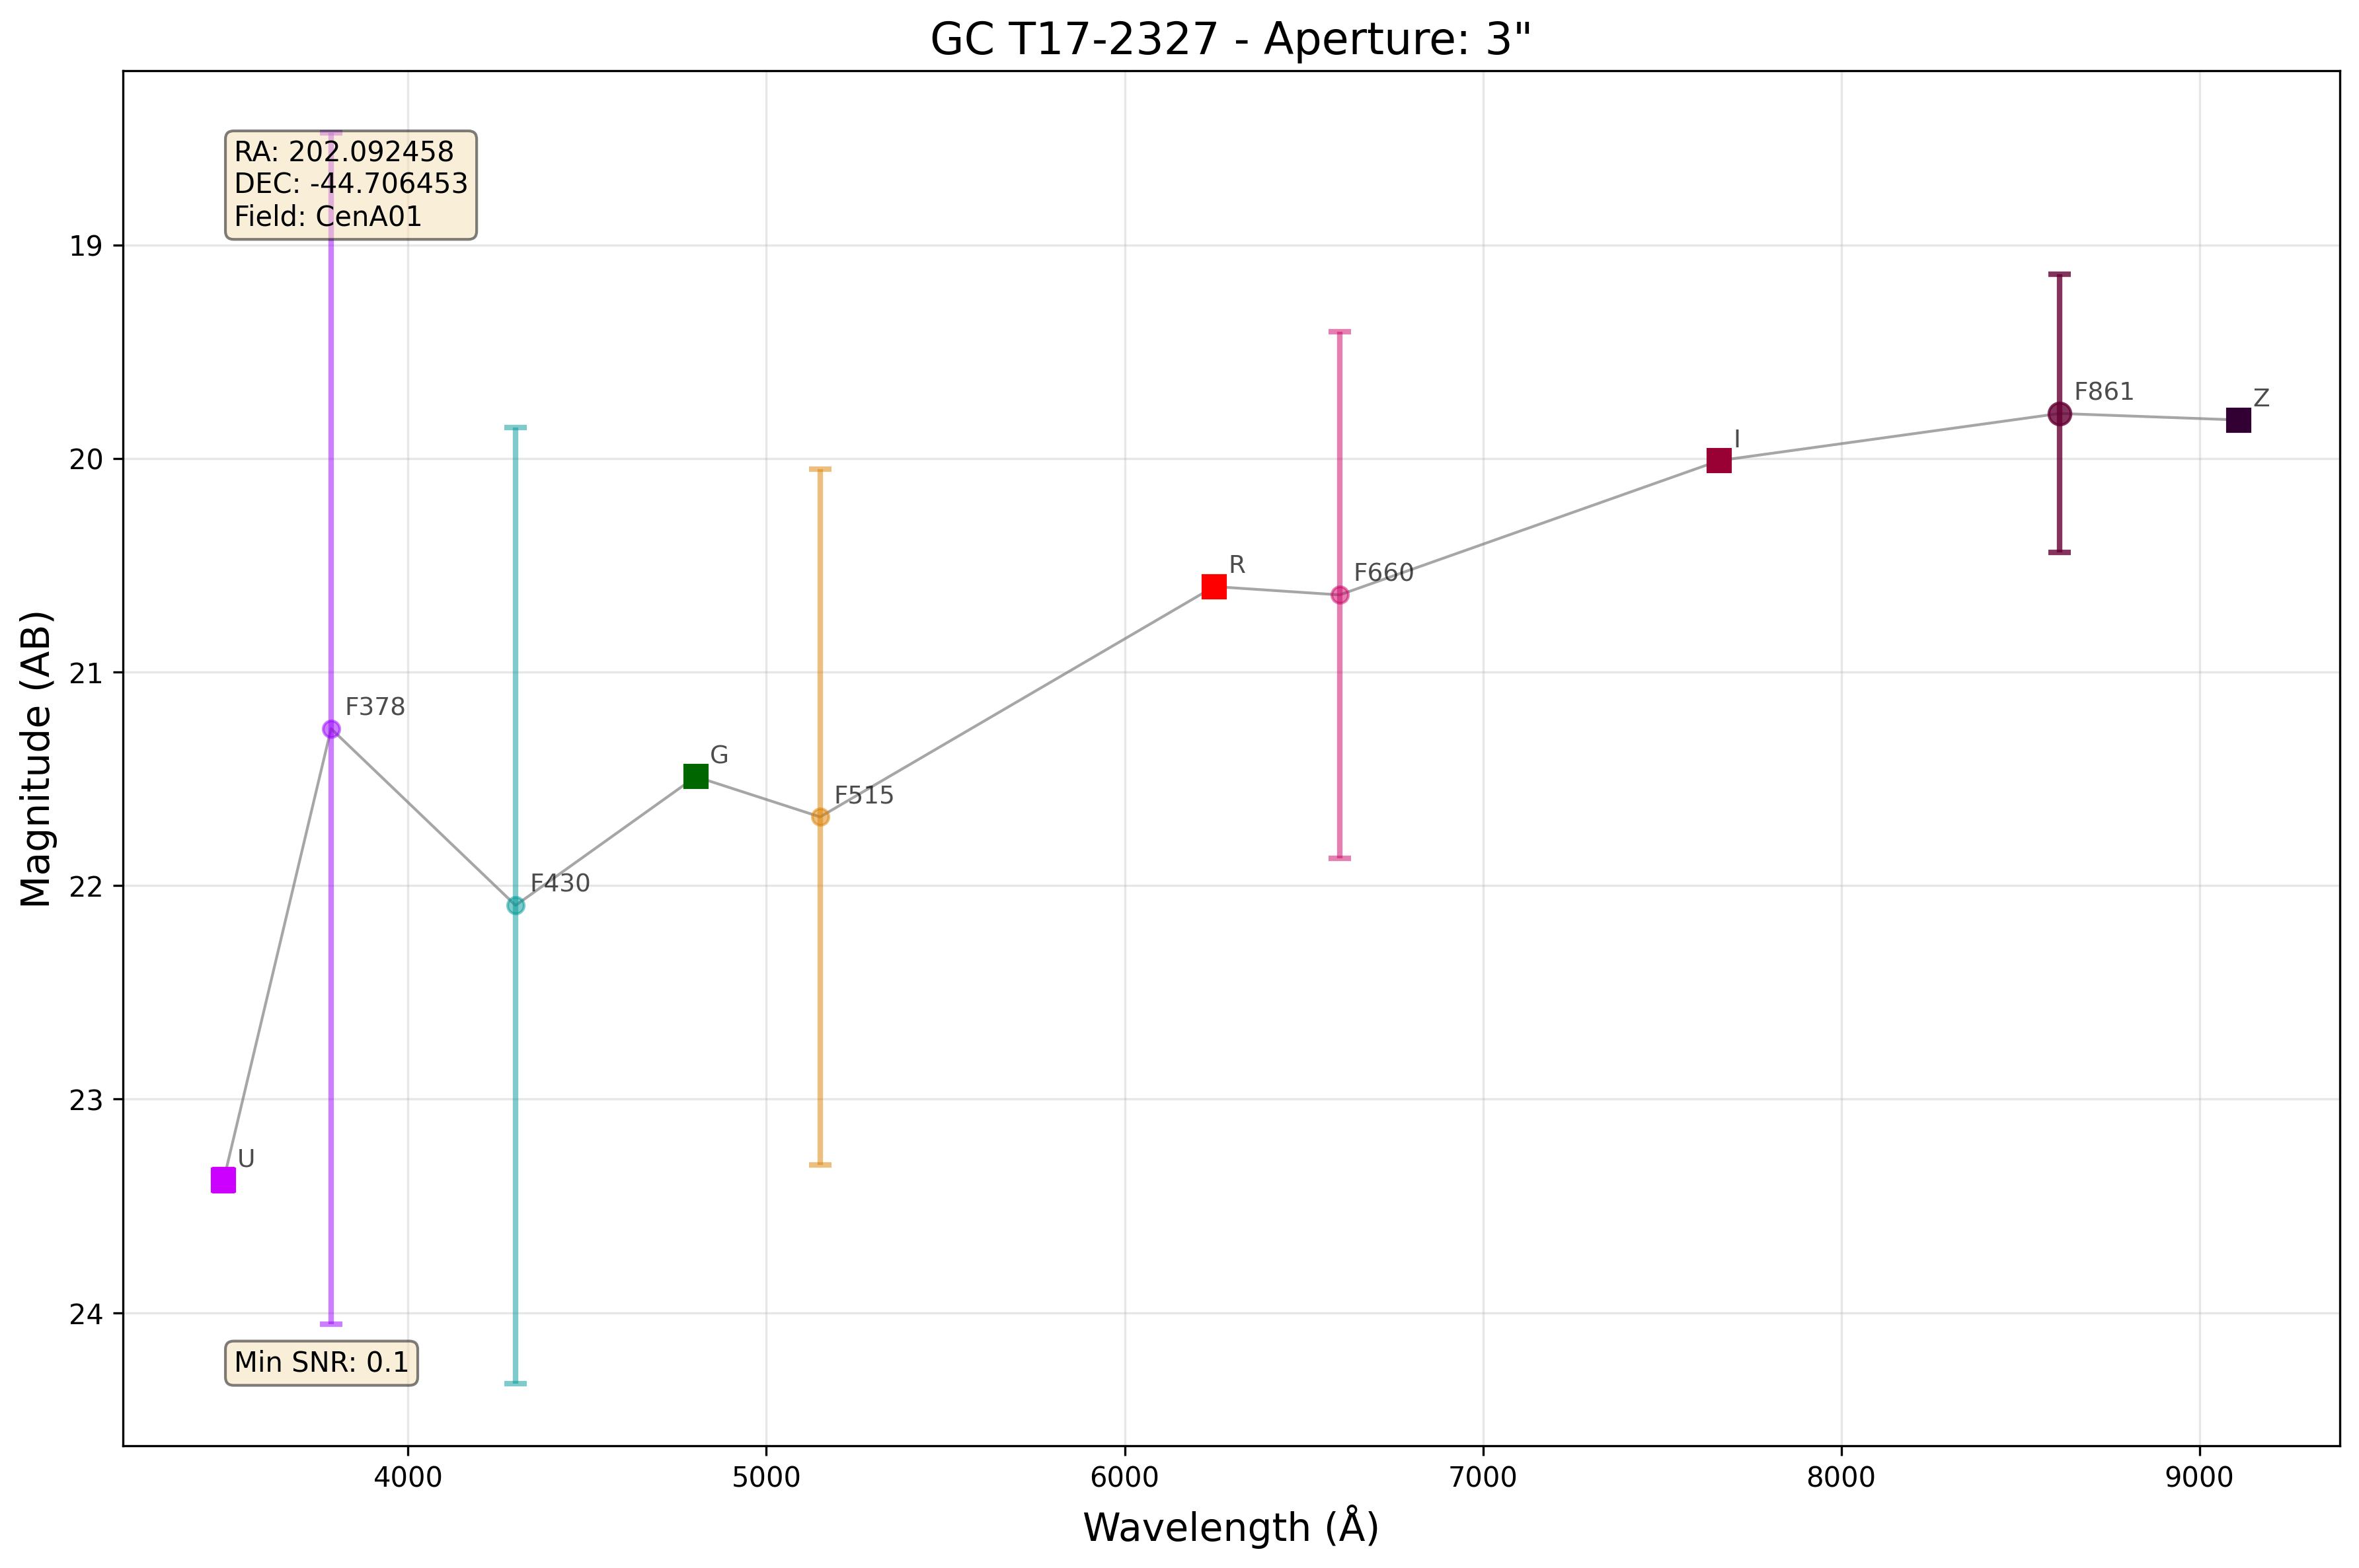 GC T17-2327 - Aperture: 3"
RA: 202.092458
DEC: -44.706453
Field: CenA01
19
20
21
22
23
24
Magnitude (AB)
U
F378
F430
G
F515
R
F660
I
F861
Z
Min SNR: 0.1
4000
5000
6000
7000
8000
9000
Wavelength (Å)